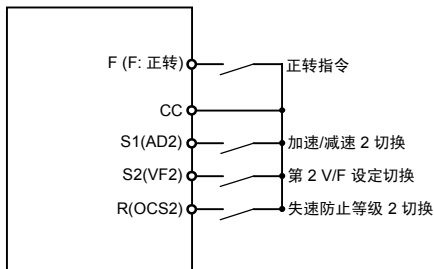 F (F: 正转) 正转指令
CC
S1(AD2) 加速/减速 2 切换
S2(VF2) 第 2 V/F 设定切换
R(OCS2) 失速防止等级 2 切换